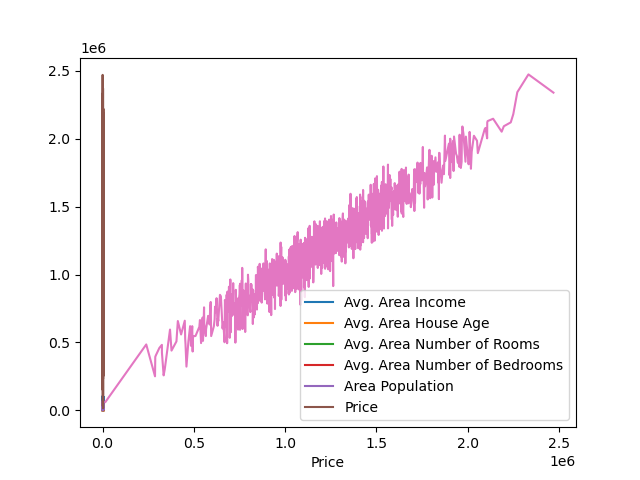 1e6
2.5
2.0
1.5
1.0
0.5
0.0
Avg. Area Income
Avg. Area House Age
Avg. Area Number of Rooms
Avg. Area Number of Bedrooms
Area Population
Price
0.0 0.5 1.0 1.5 2.0 2.5
Price 1e6